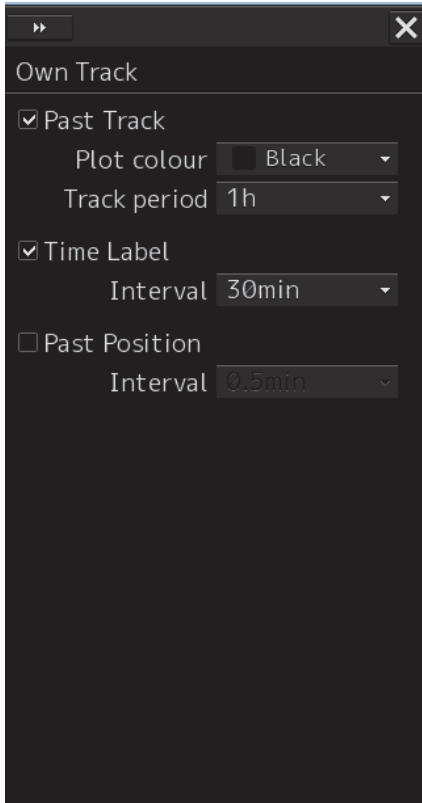 Own Track
Past Track
Plot colour Black
Track period 1h
Time Label
Interval 30min
Past Position
Interval 0.5min